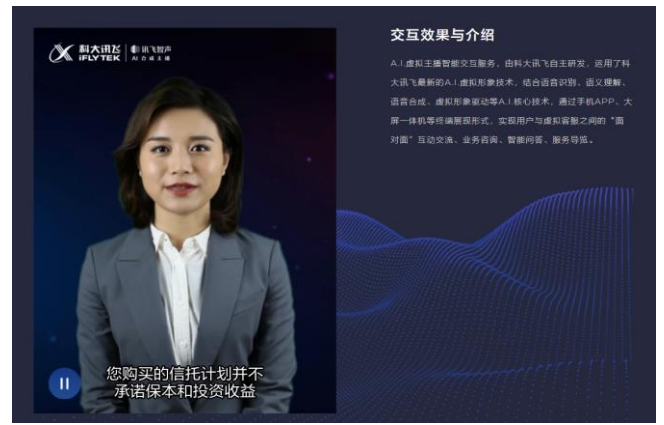 科大讯飞
iFLYTEK
讯飞智声
AI合成主播
您购买的信托计划并不
承诺保本和投资收益
交互效果与介绍
A.I.虚拟主播智能交互服务，由科大讯飞自主研发，运用了科
大讯飞最新的A.I.虚拟形象技术，结合语音识别、语义理解、
语音合成、虚拟形象驱动等A.I.核心技术，通过手机APP、大
屏一体机等终端展现形式，实现用户与虚拟客服之间的“面
对面”互动交流、业务咨询、智能问答、服务导览。